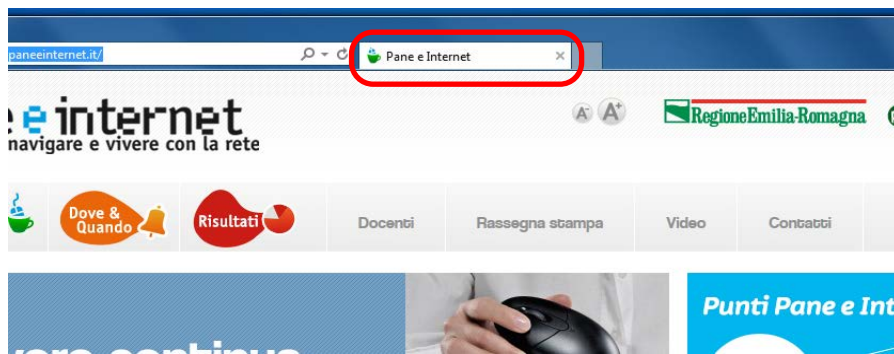 paneeinternet.it/
Pane e Internet
e internet
navigare e vivere con la rete
A- A+
RegioneEmilia-Romagna
Dove &
Quando
Risultati
Docenti
Rassegna stampa
Video
Contatti
Punti Pane e Int
continua